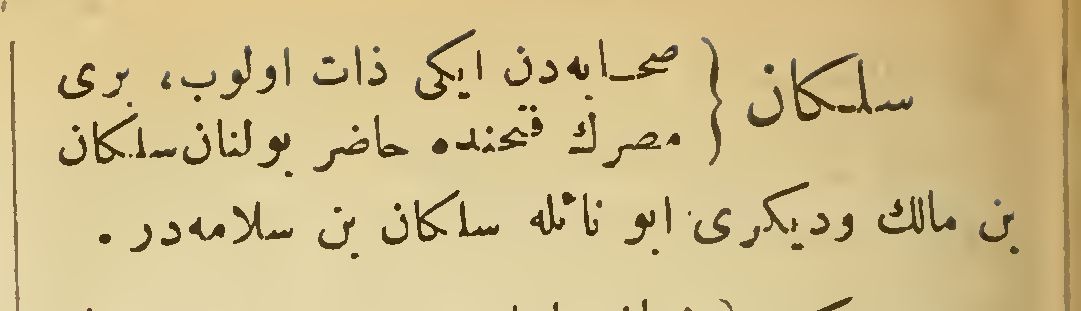 سلكان { صحابه‌دن ایكی ذات اولوب، بری
مصرك فتحنده حاضر بولنان سلكان
بن مالك ودیكری ابو نائله سلكان بن سلامه‌در .